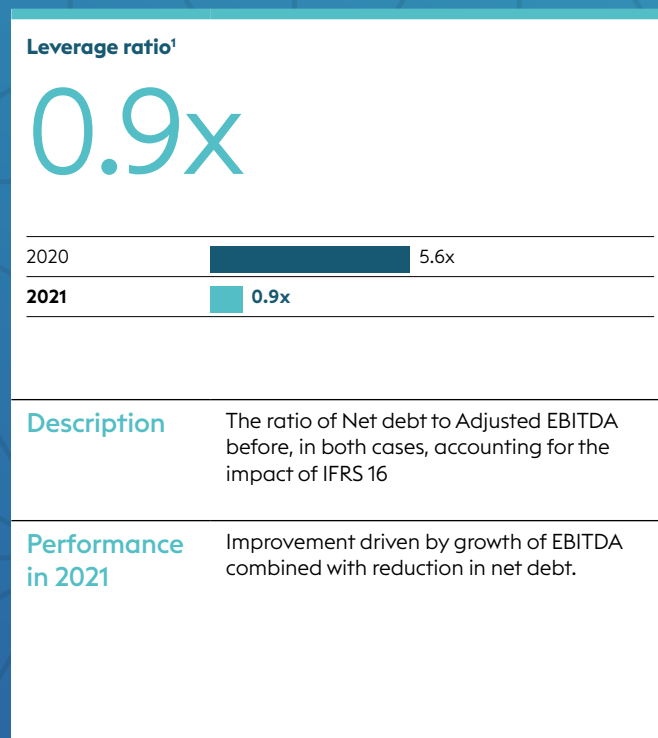 Leverage ratio¹
0.9x
2020 5.6x
2021 0.9x
Description
The ratio of Net debt to Adjusted EBITDA
before, in both cases, accounting for the
impact of IFRS 16
Performance
in 2021
Improvement driven by growth of EBITDA
combined with reduction in net debt.